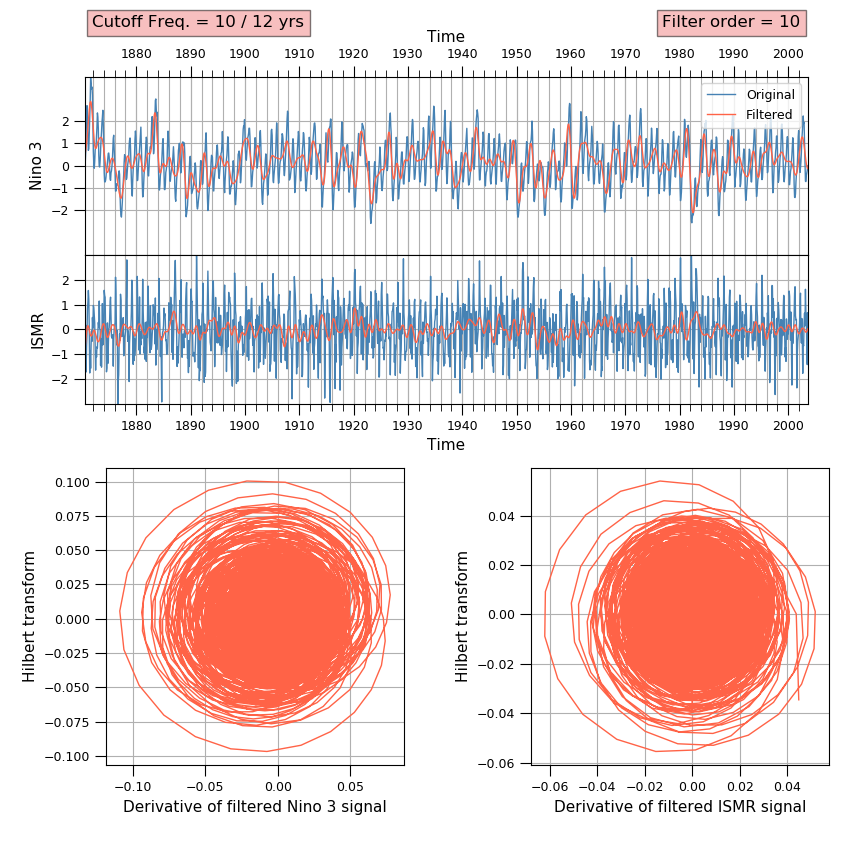 Cutoff Freq. = 10 / 12 yrs
Filter order = 10
Time
1880 1890 1900 1910 1920 1930 1940 1950 1960 1970 1980 1990 2000
Original
Filtered
Nino 3
2
1
0
−1
−2
ISMR
2
1
0
−1
−2
1880 1890 1900 1910 1920 1930 1940 1950 1960 1970 1980 1990 2000
Time
Hilbert transform
0.100
0.075
0.050
0.025
0.000
−0.025
−0.050
−0.075
−0.100
−0.10 −0.05 0.00 0.05
Derivative of filtered Nino 3 signal
Hilbert transform
0.04
0.02
0.00
−0.02
−0.04
−0.06
−0.06 −0.04 −0.02 0.00 0.02 0.04
Derivative of filtered ISMR signal